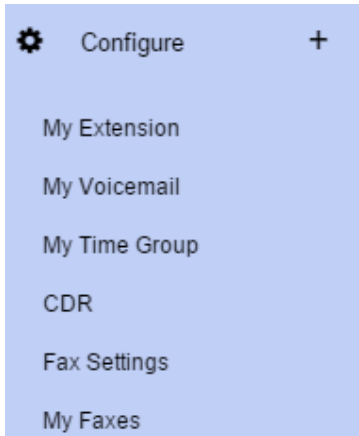 Configure +
My Extension
My Voicemail
My Time Group
CDR
Fax Settings
My Faxes